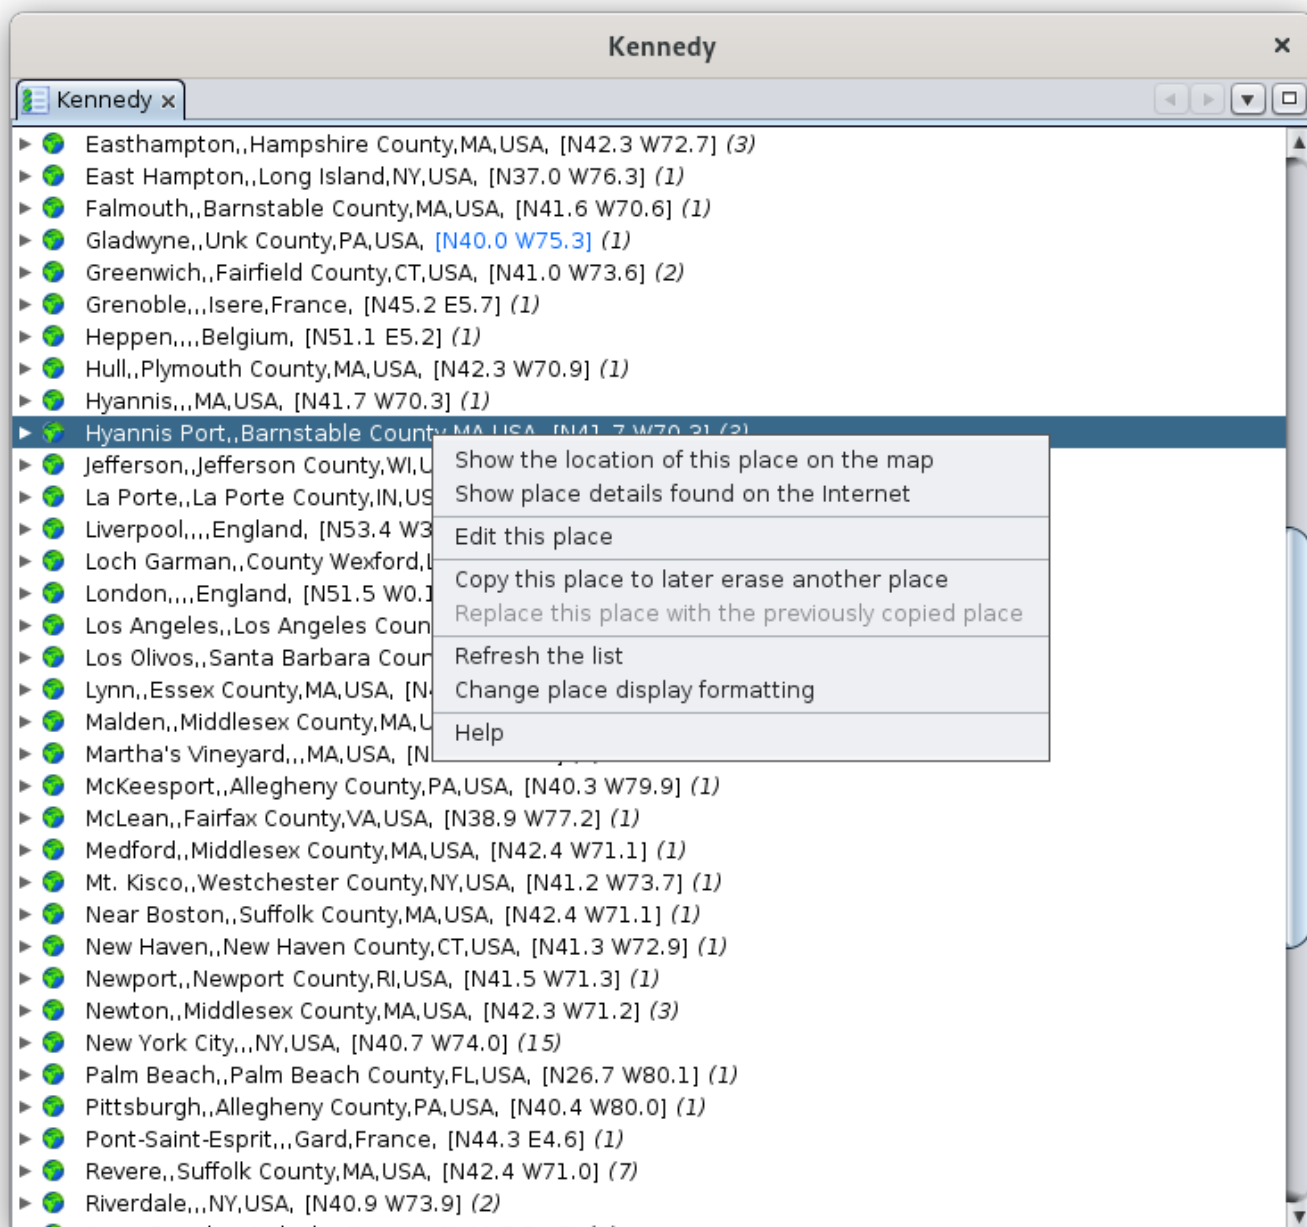 Kennedy
Kennedy
Easthampton,,Hampshire County,MA,USA, [N42.3 W72.7] (3)
East Hampton,,Long Island,NY,USA, [N37.0 W76.3] (1)
Falmouth,,Barnstable County,MA,USA, [N41.6 W70.6] (1)
Gladwyne,,Unk County,PA,USA, [N40.0 W75.3] (1)
Greenwich,,Fairfield County,CT,USA, [N41.0 W73.6] (2)
Grenoble,,,Isere,France, [N45.2 E5.7] (1)
Heppen,,,,Belgium, [N51.1 E5.2] (1)
Hull,,Plymouth County,MA,USA, [N42.3 W70.9] (1)
Hyannis,,,MA,USA, [N41.7 W70.3] (1)
Hyannis Port,,Barnstable County,MA,USA, [N41.7 W70.3]
Jefferson,,Jefferson County,WI,
La Porte,,La Porte County,IN,US
Liverpool,,,,England, [N53.4 W3
Loch Garman,,County Wexford,
London,,,,England, [N51.5 W0.1
Los Angeles,,Los Angeles Coun
Los Olivos,,Santa Barbara Coun
Lynn,,Essex County,MA,USA, [N
Malden,,Middlesex County,MA,
Martha's Vineyard,,,MA,USA, [N
Show the location of this place on the map
Show place details found on the Internet
Edit this place
Copy this place to later erase another place
Replace this place with the previously copied place
Refresh the list
Change place display formatting
Help
McKeesport,,Allegheny County,PA,USA, [N40.3 W79.9] (1)
McLean,,Fairfax County,VA,USA, [N38.9 W77.2] (1)
Medford,,Middlesex County,MA,USA, [N42.4 W71.1] (1)
Mt. Kisco,,Westchester County,NY,USA, [N41.2 W73.7] (1)
Near Boston,,Suffolk County,MA,USA, [N42.4 W71.1] (1)
New Haven,,New Haven County,CT,USA, [N41.3 W72.9] (1)
Newport,,Newport County,RI,USA, [N41.5 W71.3] (1)
Newton,,Middlesex County,MA,USA, [N42.3 W71.2] (3)
New York City,,,NY,USA, [N40.7 W74.0] (15)
Palm Beach,,Palm Beach County,FL,USA, [N26.7 W80.1] (1)
Pittsburgh,,Allegheny County,PA,USA, [N40.4 W80.0] (1)
Pont-Saint-Esprit,,,Gard,France, [N44.3 E4.6] (1)
Revere,,Suffolk County,MA,USA, [N42.4 W71.0] (7)
Riverdale,,,NY,USA, [N40.9 W73.9] (2)